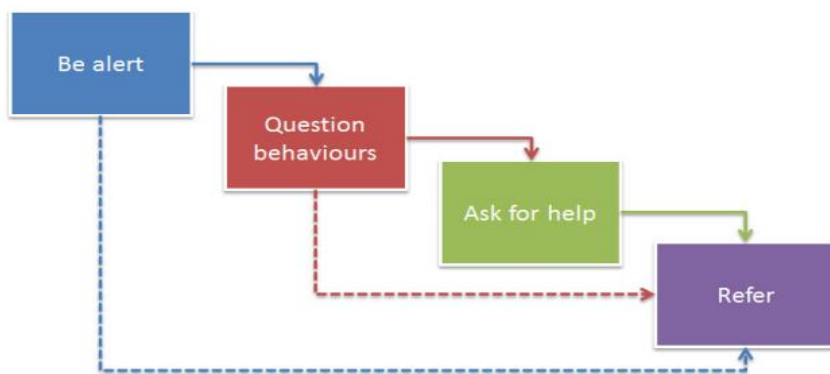 Be alert
Question
behaviours
Ask for help
Refer